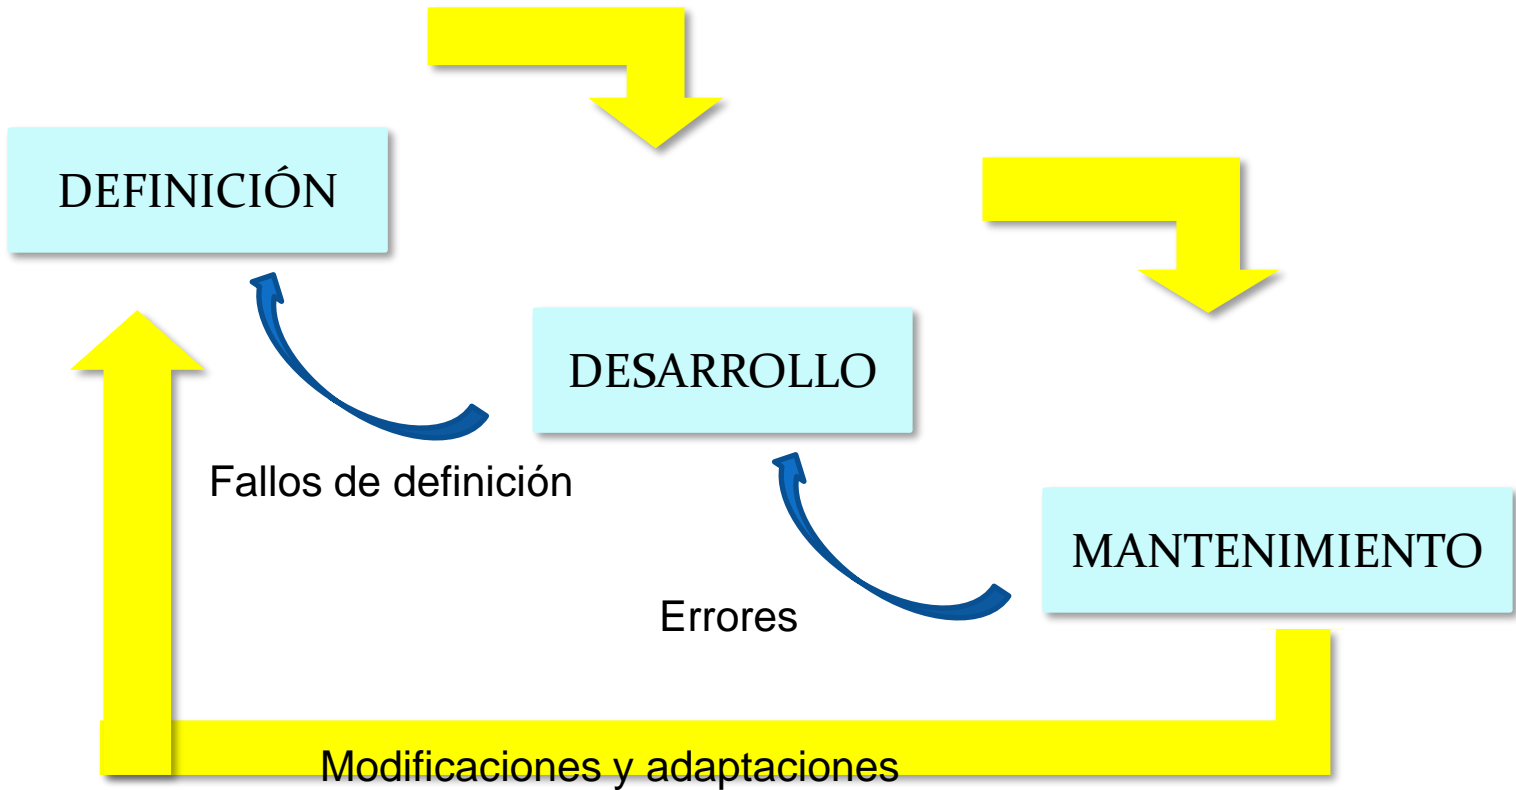 DEFINICIÓN
DESARROLLO
Fallos de definición
MANTENIMIENTO
Errores
Modificaciones y adaptaciones